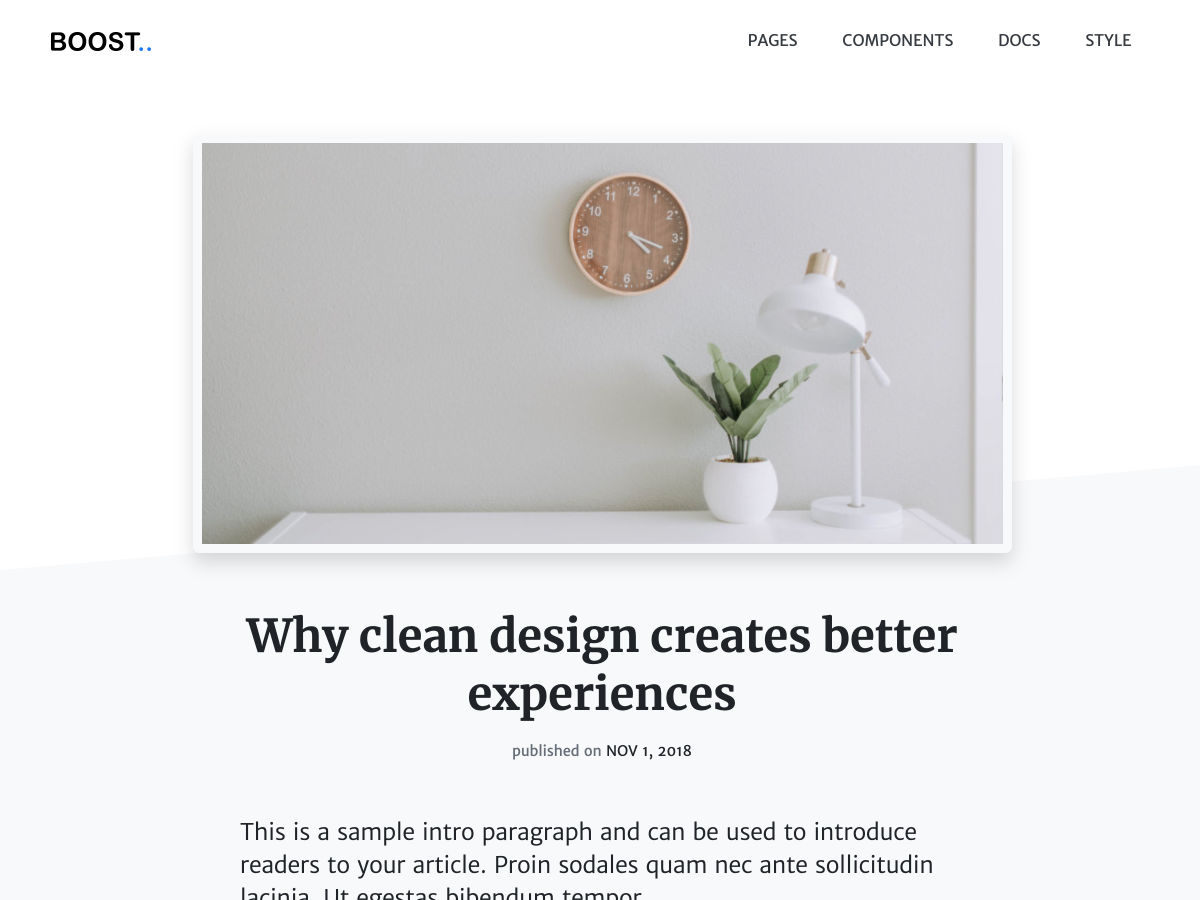 BOOST..
PAGES COMPONENTS DOCS STYLE
12
1
2
3
4
5
6
7
8
9
10
11
Why clean design creates better
experiences
published on NOV 1, 2018
This is a sample intro paragraph and can be used to introduce
readers to your article. Proin sodales quam nec ante sollicitudin
lacinia. Ut egestas bibendum tempor.